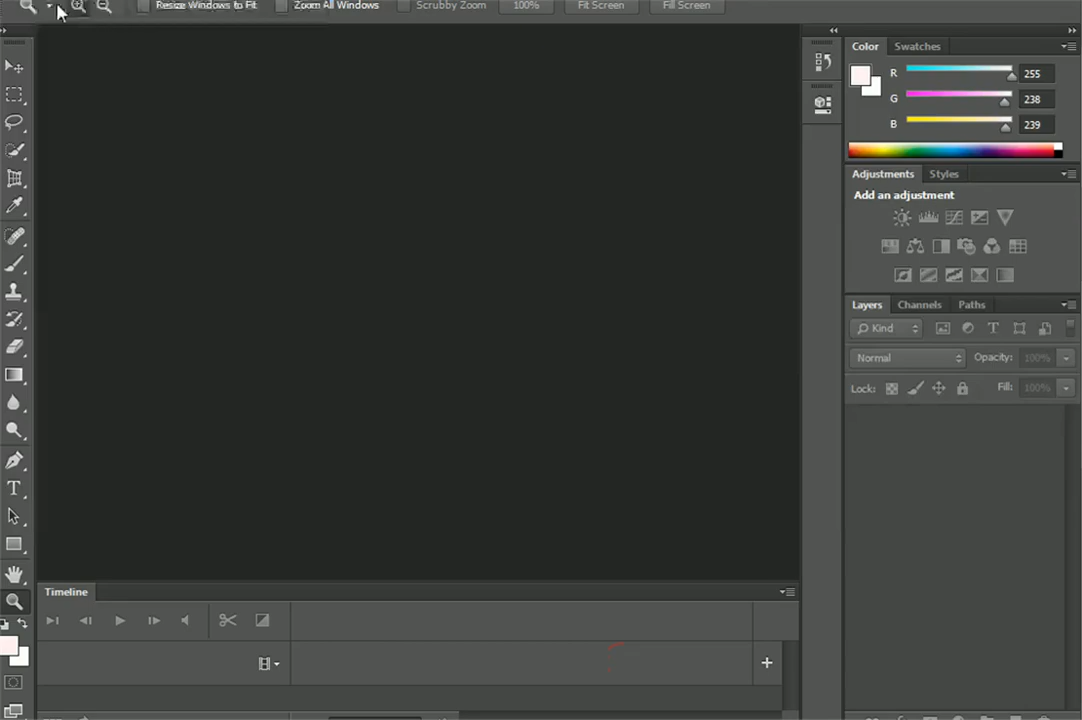 Resize Windows to Fit Zoom All Windows Scrubby Zoom 100% Fit Screen Fill Screen
Color Swatches
R 255
G 238
B 239
Adjustments Styles
Add an adjustment
Layers Channels Paths
Kind T
Normal Opacity: 100%
Lock: Fill: 100%
T
Timeline